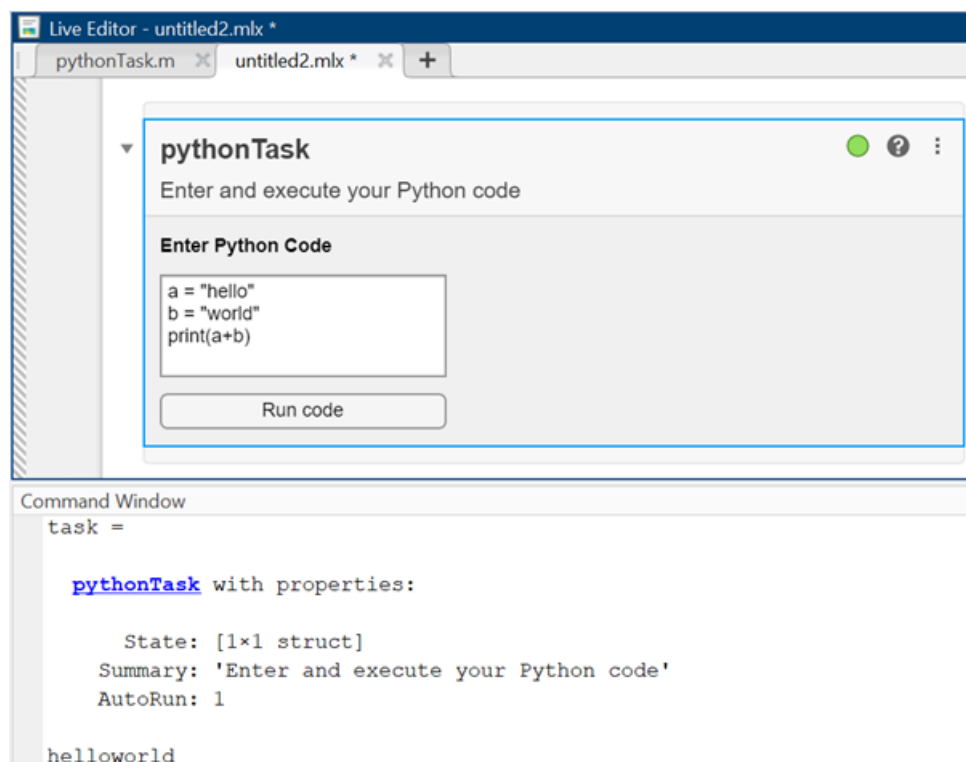 Live Editor - untitled2.mlx *
pythonTask.m untitled2.mlx * +
pythonTask
Enter and execute your Python code
Enter Python Code
a = "hello"
b = "world"
print(a+b)
Run code
Command Window
task =
pythonTask with properties:
State: [1×1 struct]
Summary: 'Enter and execute your Python code'
AutoRun: 1
helloworld